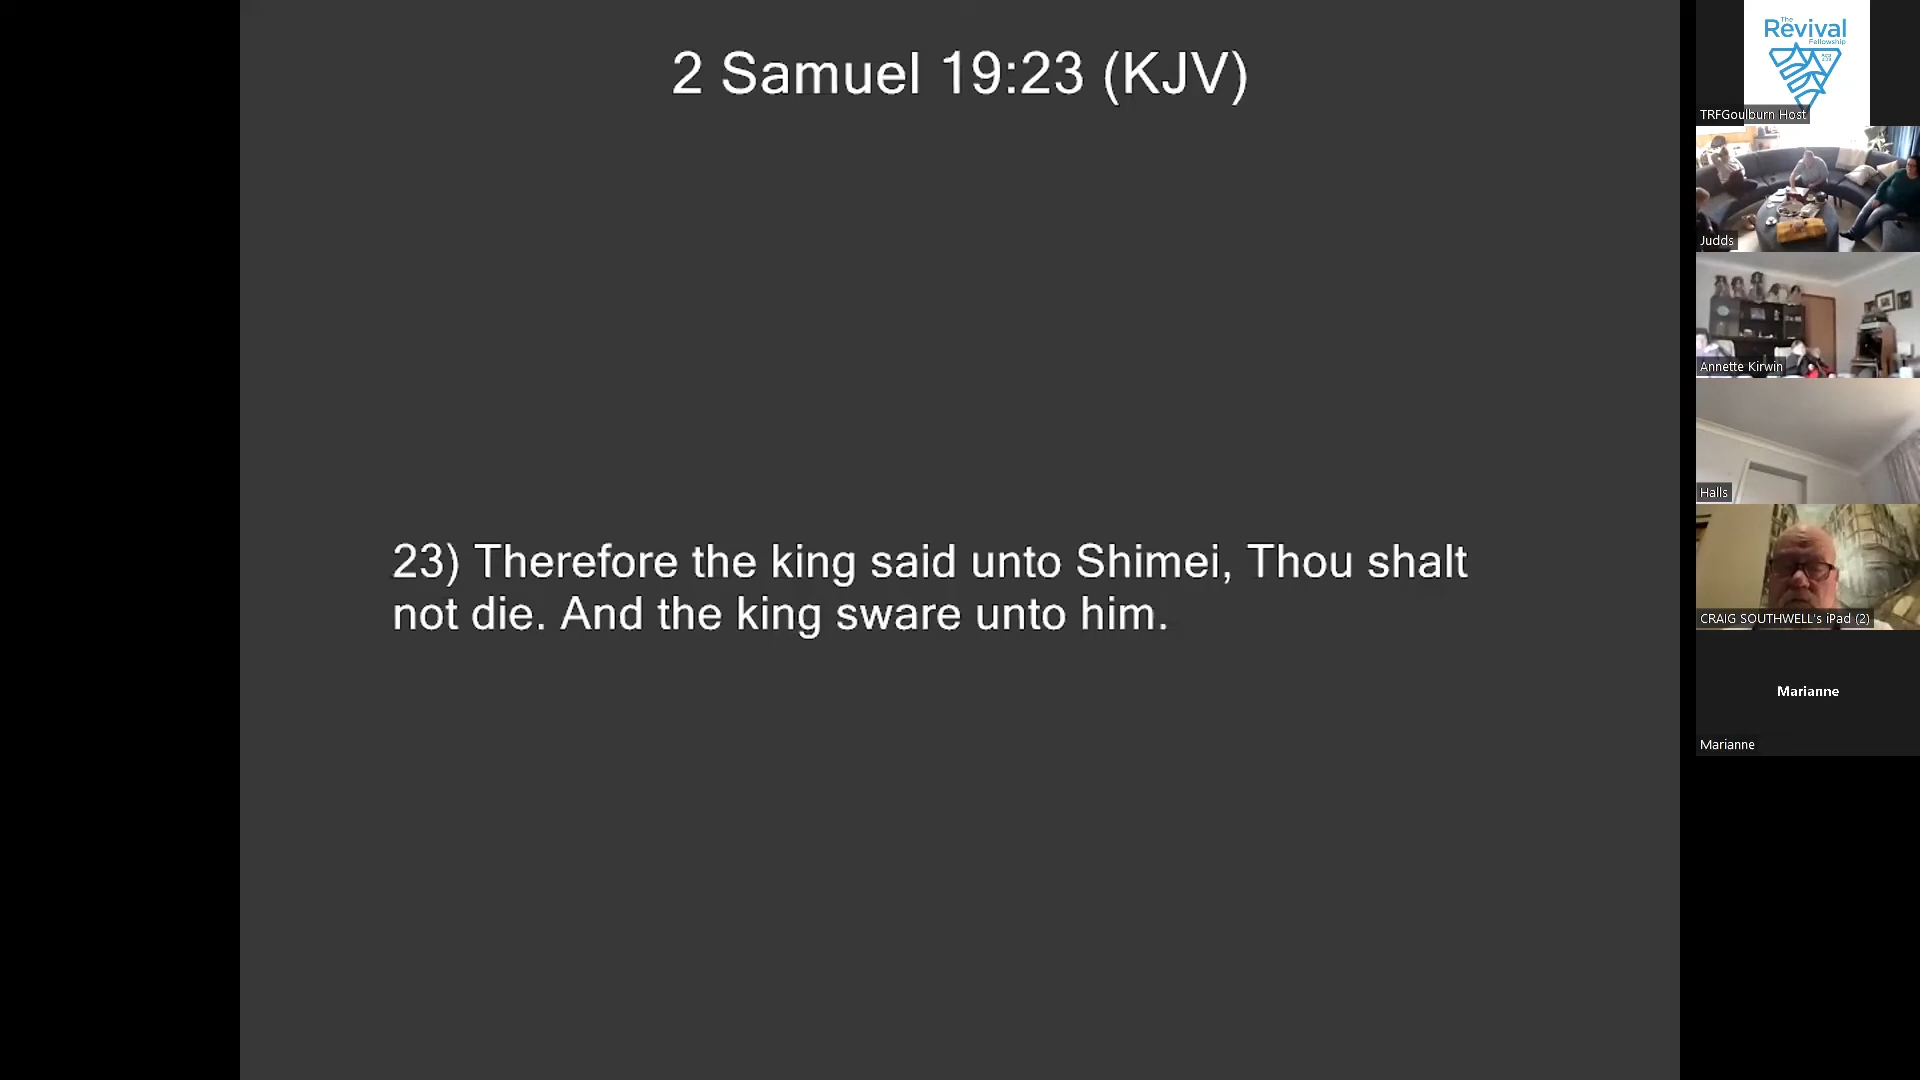 2 Samuel 19:23 (KJV)
23) Therefore the king said unto Shimei, Thou shalt
not die. And the king sware unto him.
The
Revival
Fellowship
TRFGoulburn Host
Judds
Annette Kirwin
Halls
CRAIG SOUTHWELL's iPad (2)
Marianne
Marianne